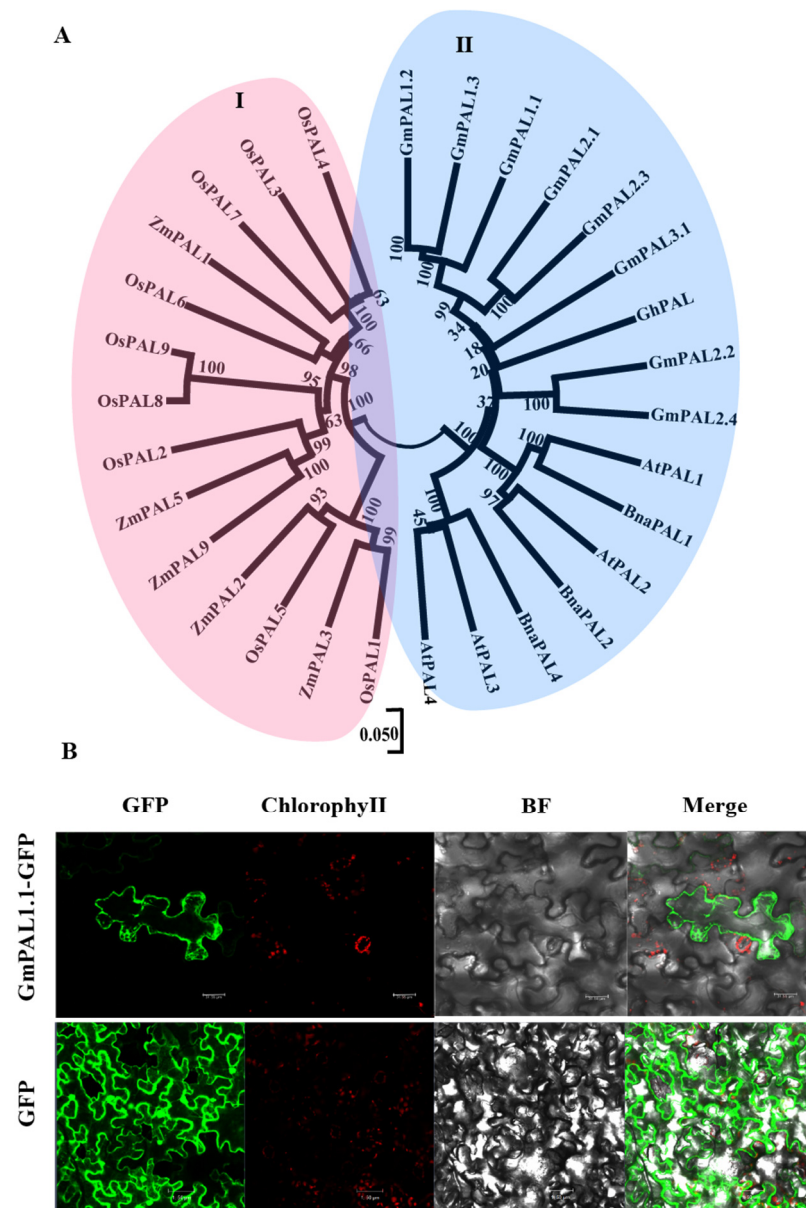 A
I
II
OsPAL4
OsPAL3
OsPAL7
ZmPAL1
OsPAL6
OsPAL9
OsPAL8
OsPAL2
ZmPAL5
ZmPAL9
ZmPAL2
OsPAL5
ZmPAL3
OsPAL1
GmPAL1.2
GmPAL1.3
GmPAL1.1
GmPAL2.1
GmPAL2.3
GmPAL3.1
GhPAL
GmPAL2.2
GmPAL2.4
AtPAL1
BnaPAL1
AtPAL2
BnaPAL2
BnaPAL4
AtPAL3
AtPAL4
63
100
66
98
100
95
100
63
99
100
93
100
99
100
100
99
100
34
18
20
37
100
100
100
100
97
100
45
0.050
B
GFP
ChlorophyII
BF
Merge
GmPAL1.1-GFP
GFP